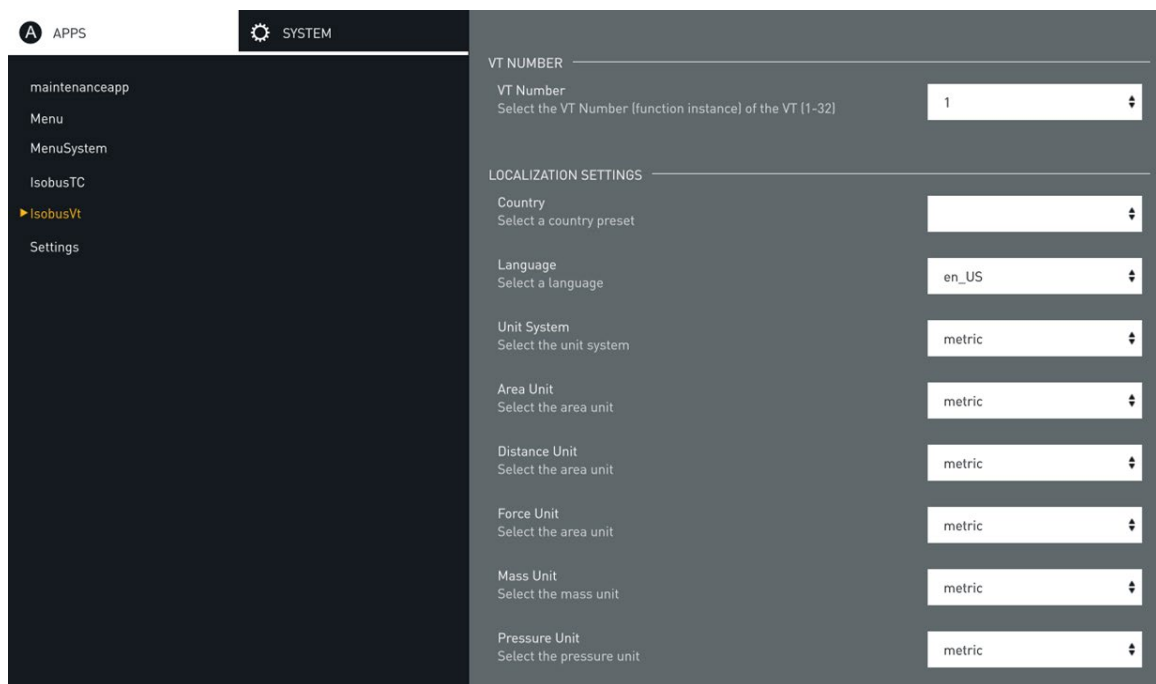 A APPS
SYSTEM
maintenanceapp
Menu
MenuSystem
IsobusTC
IsobusVt
Settings
VT NUMBER
VT Number
Select the VT Number (function instance) of the VT (1-32)
1
LOCALIZATION SETTINGS
Country
Select a country preset
Language
Select a language
en_US
Unit System
Select the unit system
metric
Area Unit
Select the area unit
metric
Distance Unit
Select the area unit
metric
Force Unit
Select the area unit
metric
Mass Unit
Select the mass unit
metric
Pressure Unit
Select the pressure unit
metric